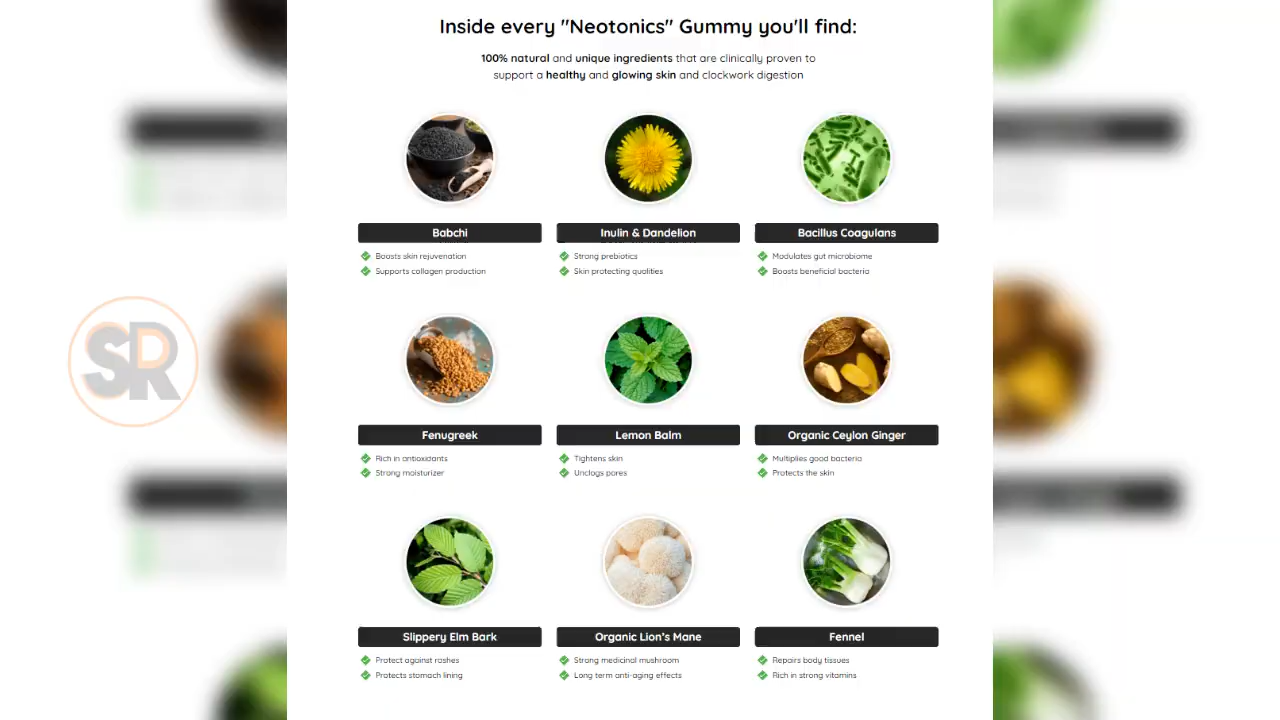 Inside every "Neotonics" Gummy you'll find:
100% natural and unique ingredients that are clinically proven to
support a healthy and glowing skin and clockwork digestion
Babchi
Boosts skin rejuvenation
Supports collagen production
Inulin & Dandelion
Strong prebiotics
Skin protecting qualities
Bacillus Coagulans
Modulates gut microbiome
Boosts beneficial bacteria
SR
Fenugreek
Rich in antioxidants
Strong moisturizer
Lemon Balm
Tightens skin
Unclogs pores
Organic Ceylon Ginger
Multiplies good bacteria
Protects the skin
Slippery Elm Bark
Protect against rashes
Protects stomach lining
Organic Lion's Mane
Strong medicinal mushroom
Long term anti-aging effects
Fennel
Repairs body tissues
Rich in strong vitamins